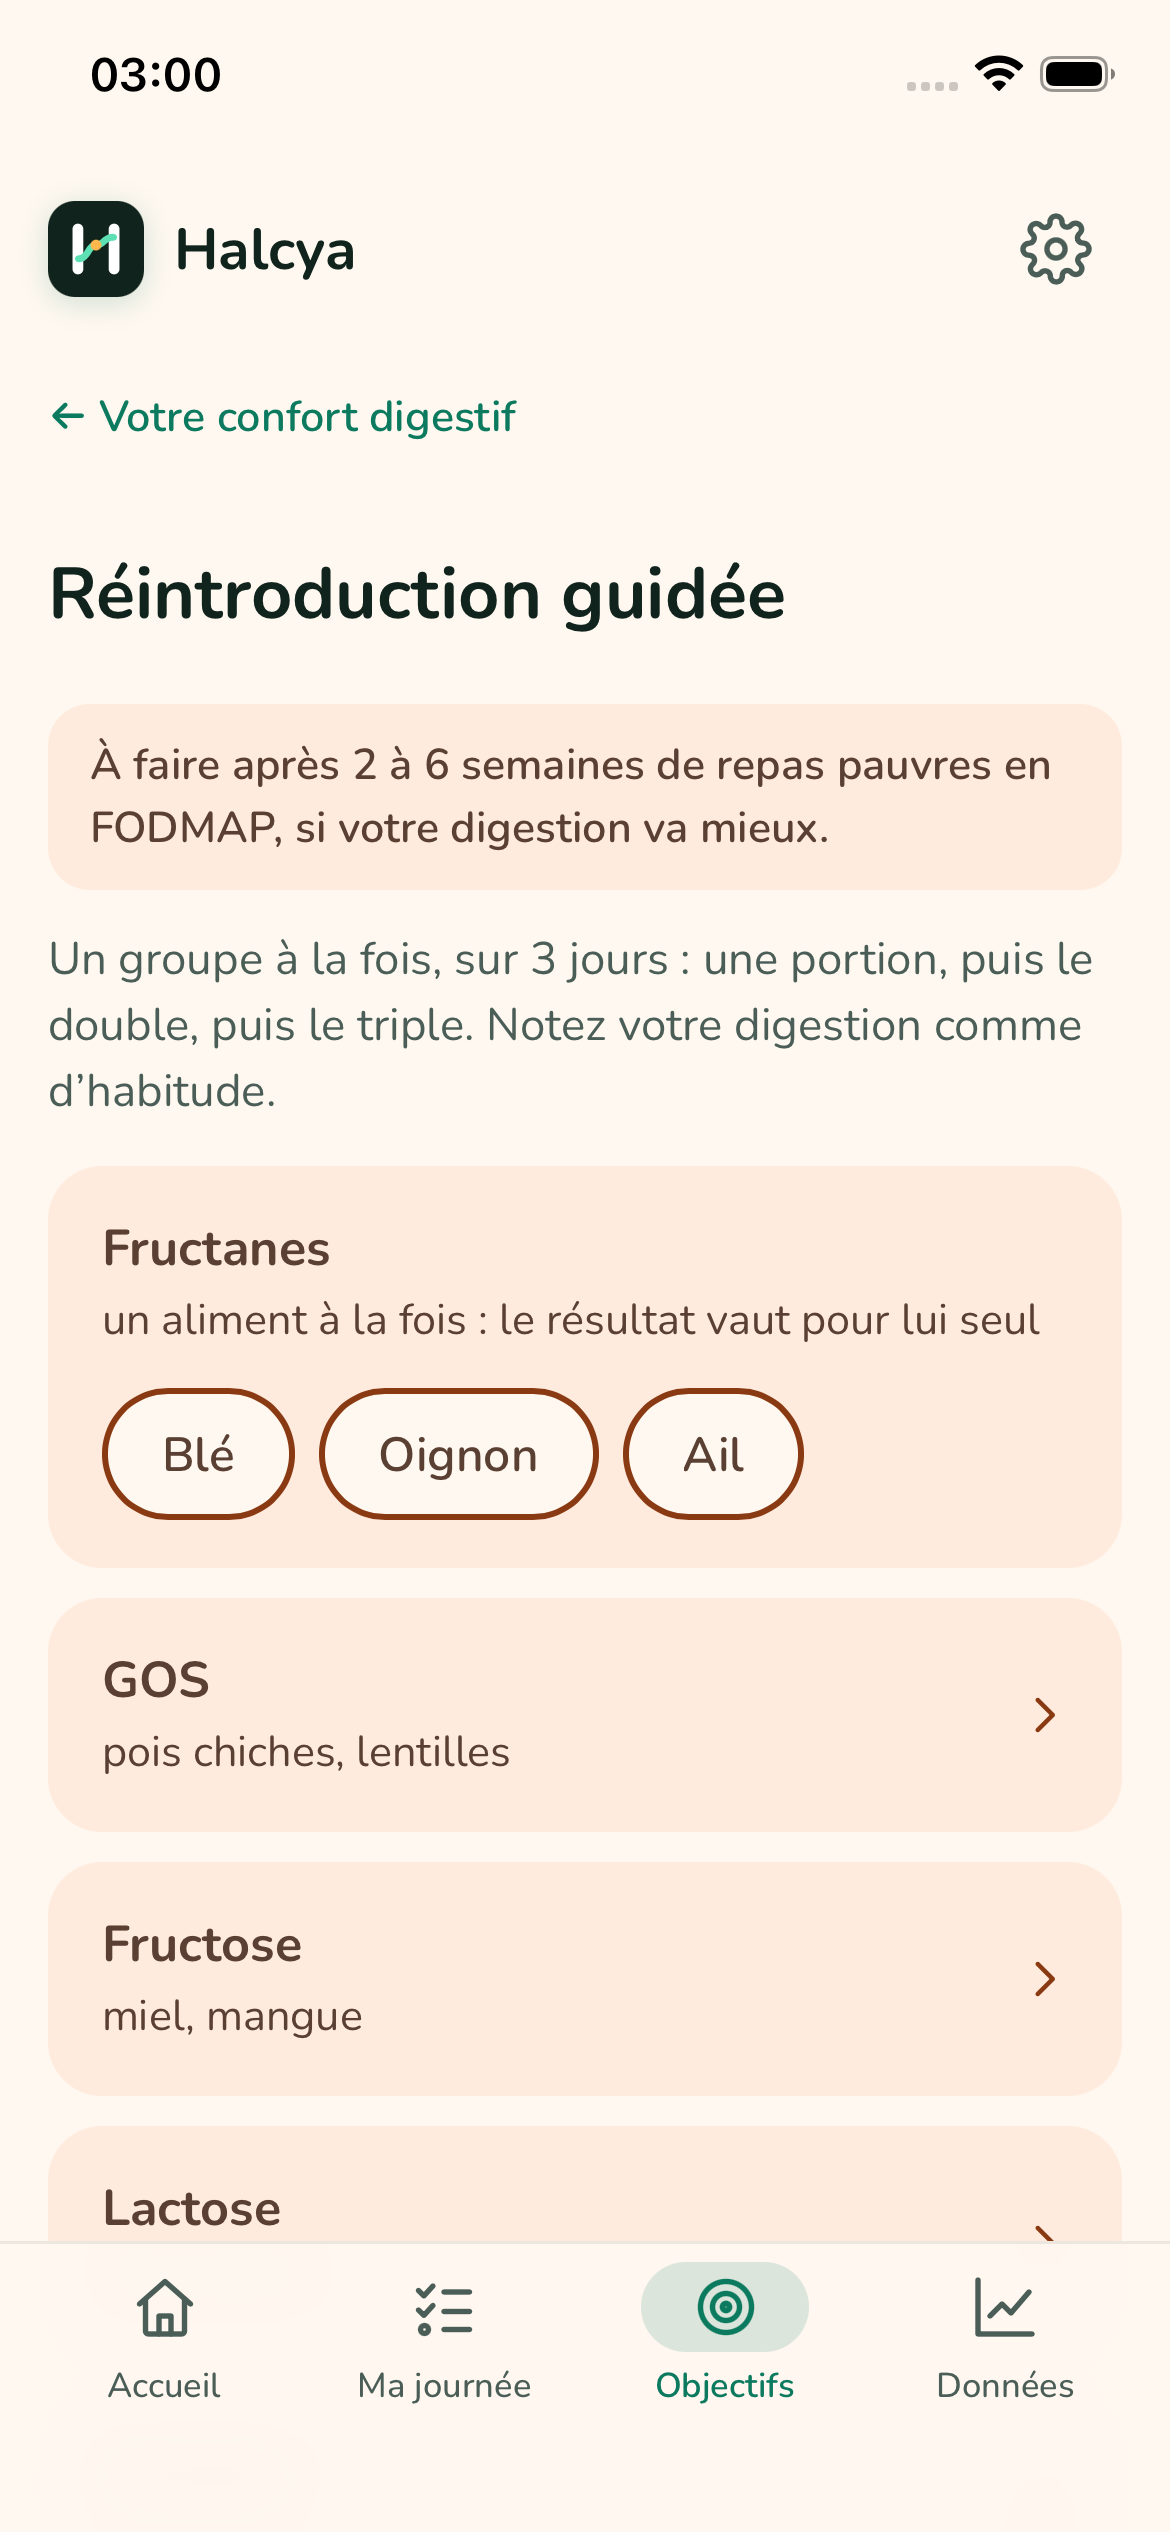 03:00
Halcya
← Votre confort digestif
Réintroduction guidée
À faire après 2 à 6 semaines de repas pauvres en
FODMAP, si votre digestion va mieux.
Un groupe à la fois, sur 3 jours : une portion, puis le
double, puis le triple. Notez votre digestion comme
d’habitude.
Fructanes
un aliment à la fois : le résultat vaut pour lui seul
Blé
Oignon
Ail
GOS
pois chiches, lentilles
Fructose
miel, mangue
Lactose
Accueil
Ma journée
Objectifs
Données